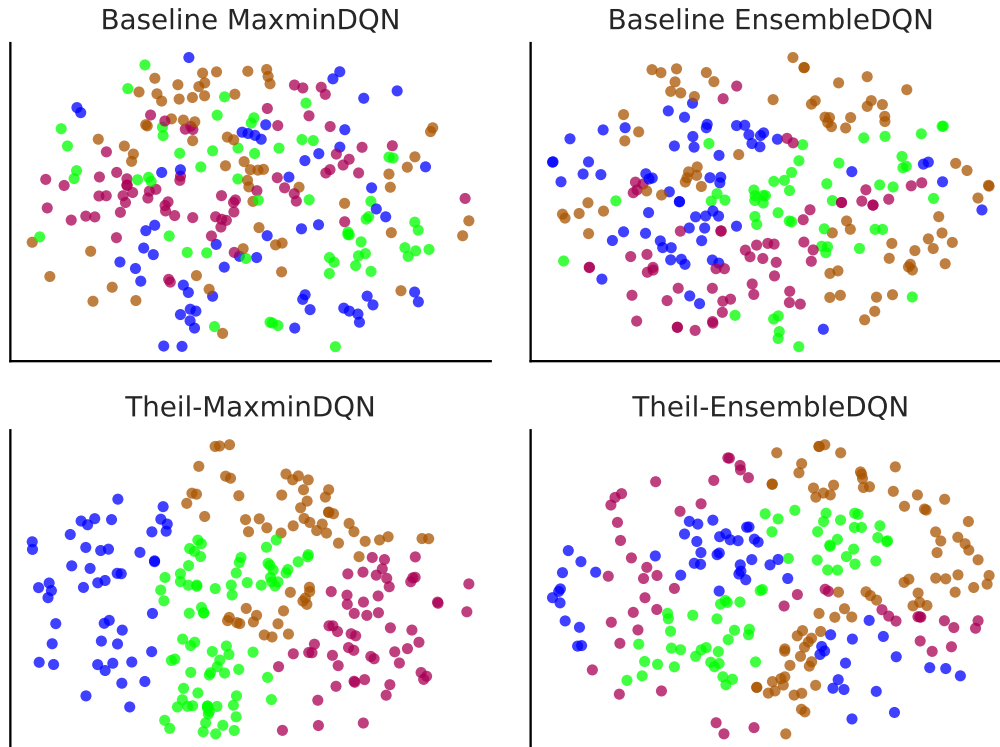 Baseline MaxminDQN
Baseline EnsembleDQN
Theil-MaxminDQN
Theil-EnsembleDQN